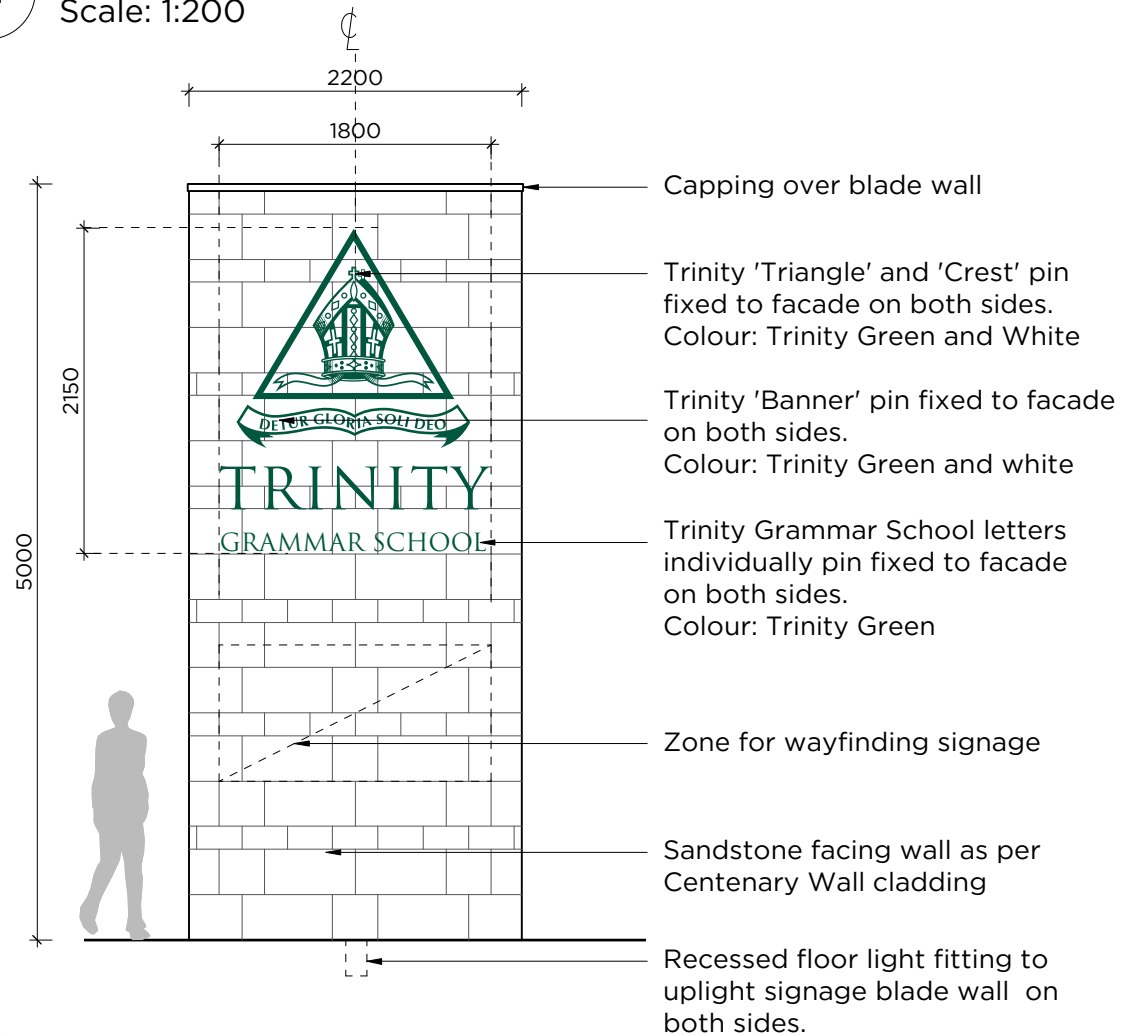 Scale: 1:200
2200
1800
5000
2150
DETUR GLORIA SOLI DEO
TRINITY
GRAMMAR SCHOOL
Capping over blade wall
Trinity 'Triangle' and 'Crest' pin
fixed to facade on both sides.
Colour: Trinity Green and White
Trinity 'Banner' pin fixed to facade
on both sides.
Colour: Trinity Green and white
Trinity Grammar School letters
individually pin fixed to facade
on both sides.
Colour: Trinity Green
Zone for wayfinding signage
Sandstone facing wall as per
Centenary Wall cladding
Recessed floor light fitting to
uplight signage blade wall on
both sides.